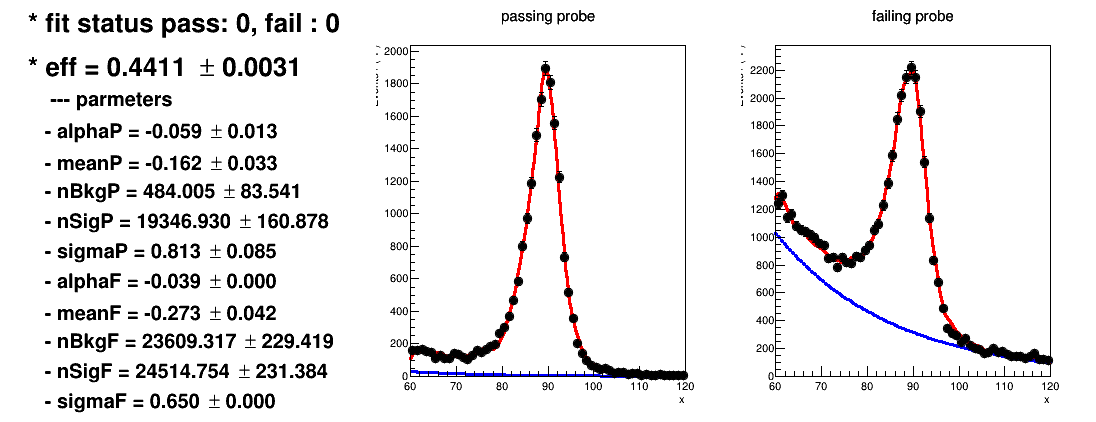 * fit status pass: 0, fail : 0
* eff = 0.4411 ± 0.0031
--- parmeters
- alphaP = -0.059 ± 0.013
- meanP = -0.162 ± 0.033
- nBkgP = 484.005 ± 83.541
- nSigP = 19346.930 ± 160.878
- sigmaP = 0.813 ± 0.085
- alphaF = -0.039 ± 0.000
- meanF = -0.273 ± 0.042
- nBkgF = 23609.317 ± 229.419
- nSigF = 24514.754 ± 231.384
- sigmaF = 0.650 ± 0.000
passing probe
2000
1800
1600
1400
1200
1000
800
600
400
200
0
60 70 80 90 100 110 120
x
failing probe
2200
2000
1800
1600
1400
1200
1000
800
600
400
200
0
60 70 80 90 100 110 120
x